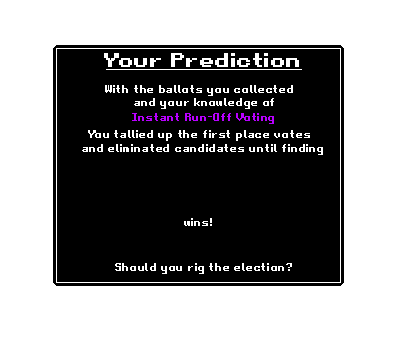 Your Prediction
With the ballots you collected
and your knowledge of
Instant Run-Off Voting
You tallied up the first place votes
and eliminated candidates until finding
wins!
Should you rig the election?